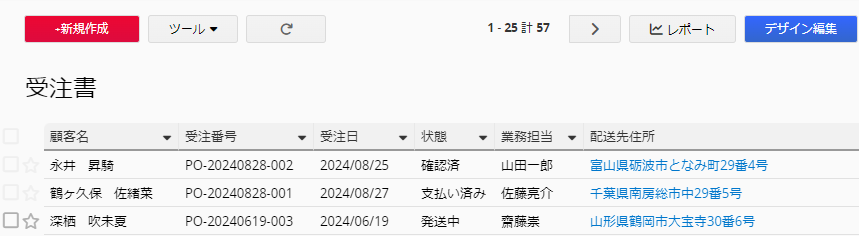 +新規作成 ツール 1 - 25 計 57 レポート デザイン編集
受注書
顧客名 受注番号 受注日 状態 業務担当 配送先住所
永井 昇騎 PO-20240828-002 2024/08/25 確認済 山田一郎 富山県砺波市となみ町29番4号
鶴ヶ久保 佐緒菜 PO-20240828-001 2024/08/27 支払い済み 佐藤亮介 千葉県南房総市中29番5号
深栖 吹未夏 PO-20240619-003 2024/06/19 発送中 齋藤崇 山形県鶴岡市大宝寺30番6号